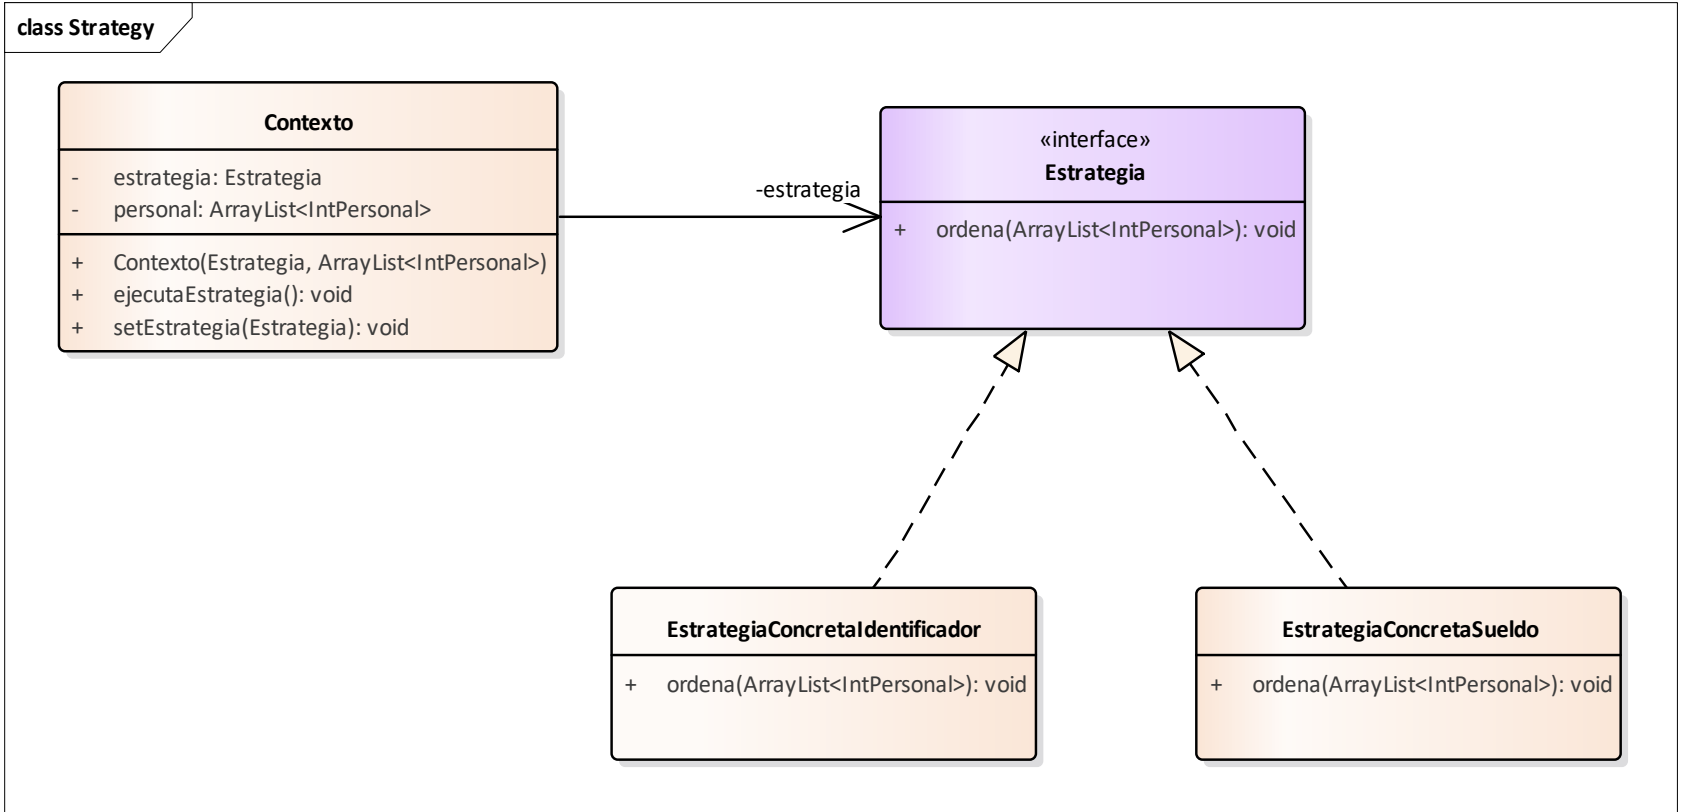 class Strategy
Contexto
- estrategia: Estrategia
- personal: ArrayList<IntPersonal>
+ Contexto(Estrategia, ArrayList<IntPersonal>)
+ ejecutaEstrategia(): void
+ setEstrategia(Estrategia): void
-estrategia
«interface»
Estrategia
+ ordena(ArrayList<IntPersonal>): void
EstrategiaConcretaIdentificador
+ ordena(ArrayList<IntPersonal>): void
EstrategiaConcretaSueldo
+ ordena(ArrayList<IntPersonal>): void